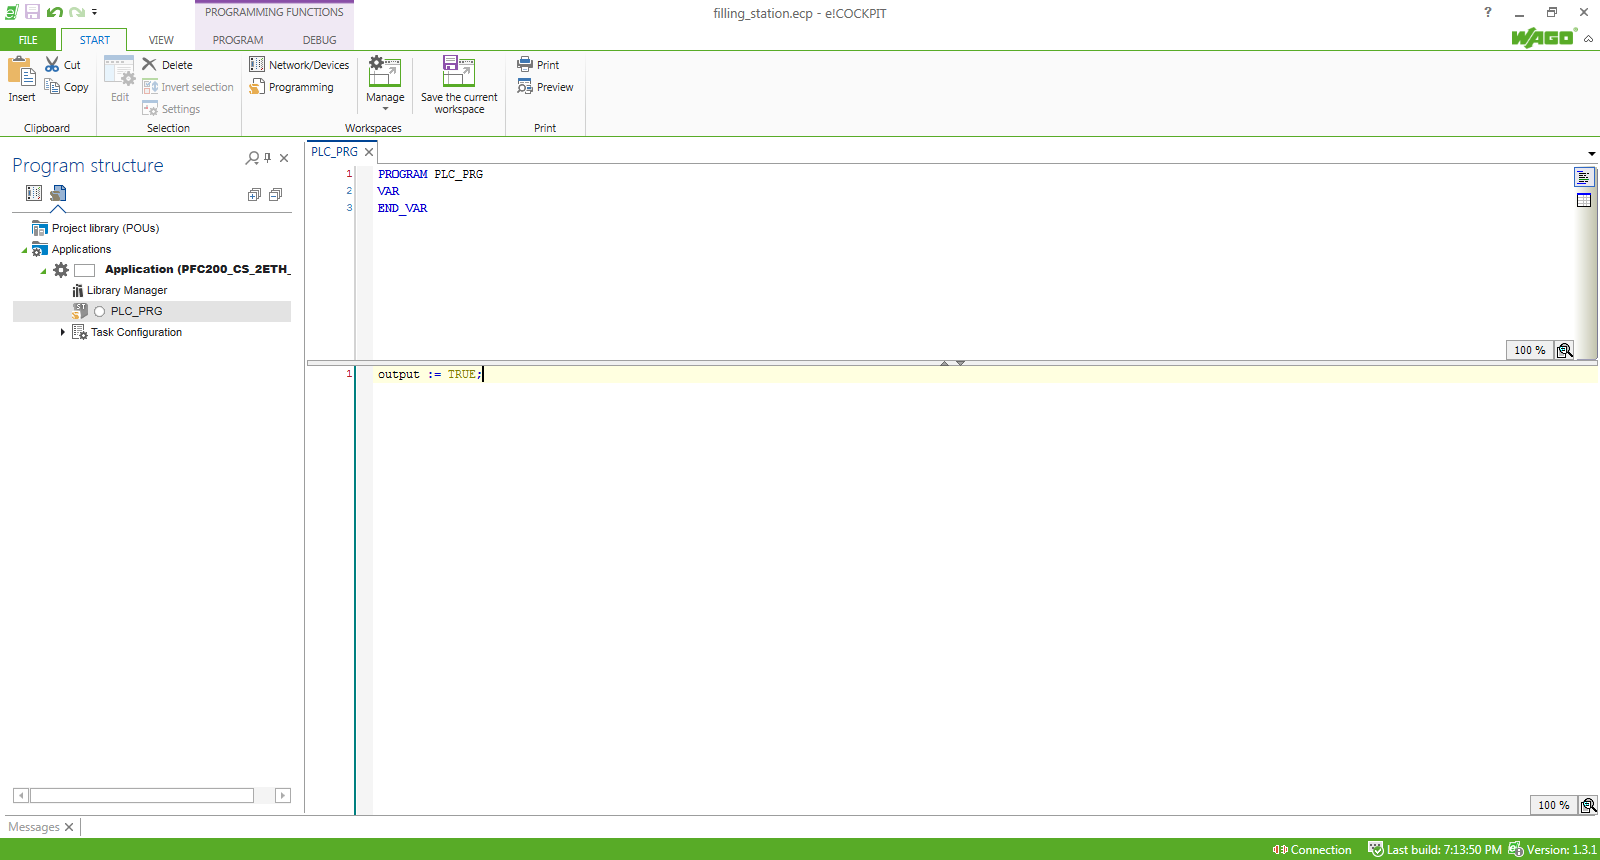 PROGRAMMING FUNCTIONS
filling_station.ecp - e!COCKPIT
?
FILE
START
VIEW
PROGRAM
DEBUG
WAGO
Insert
Cut
Copy
Clipboard
Edit
Delete
Invert selection
Settings
Selection
Network/Devices
Programming
Manage
Save the current
workspace
Workspaces
Print
Preview
Print
Program structure
Project library (POUs)
Applications
Application (PFC200_CS_2ETH_
Library Manager
PLC_PRG
Task Configuration
PLC_PRG
1 PROGRAM PLC_PRG
2 VAR
3 END_VAR
100 %
1 output := TRUE;
100 %
Messages
Connection
Last build: 7:13:50 PM
Version: 1.3.1